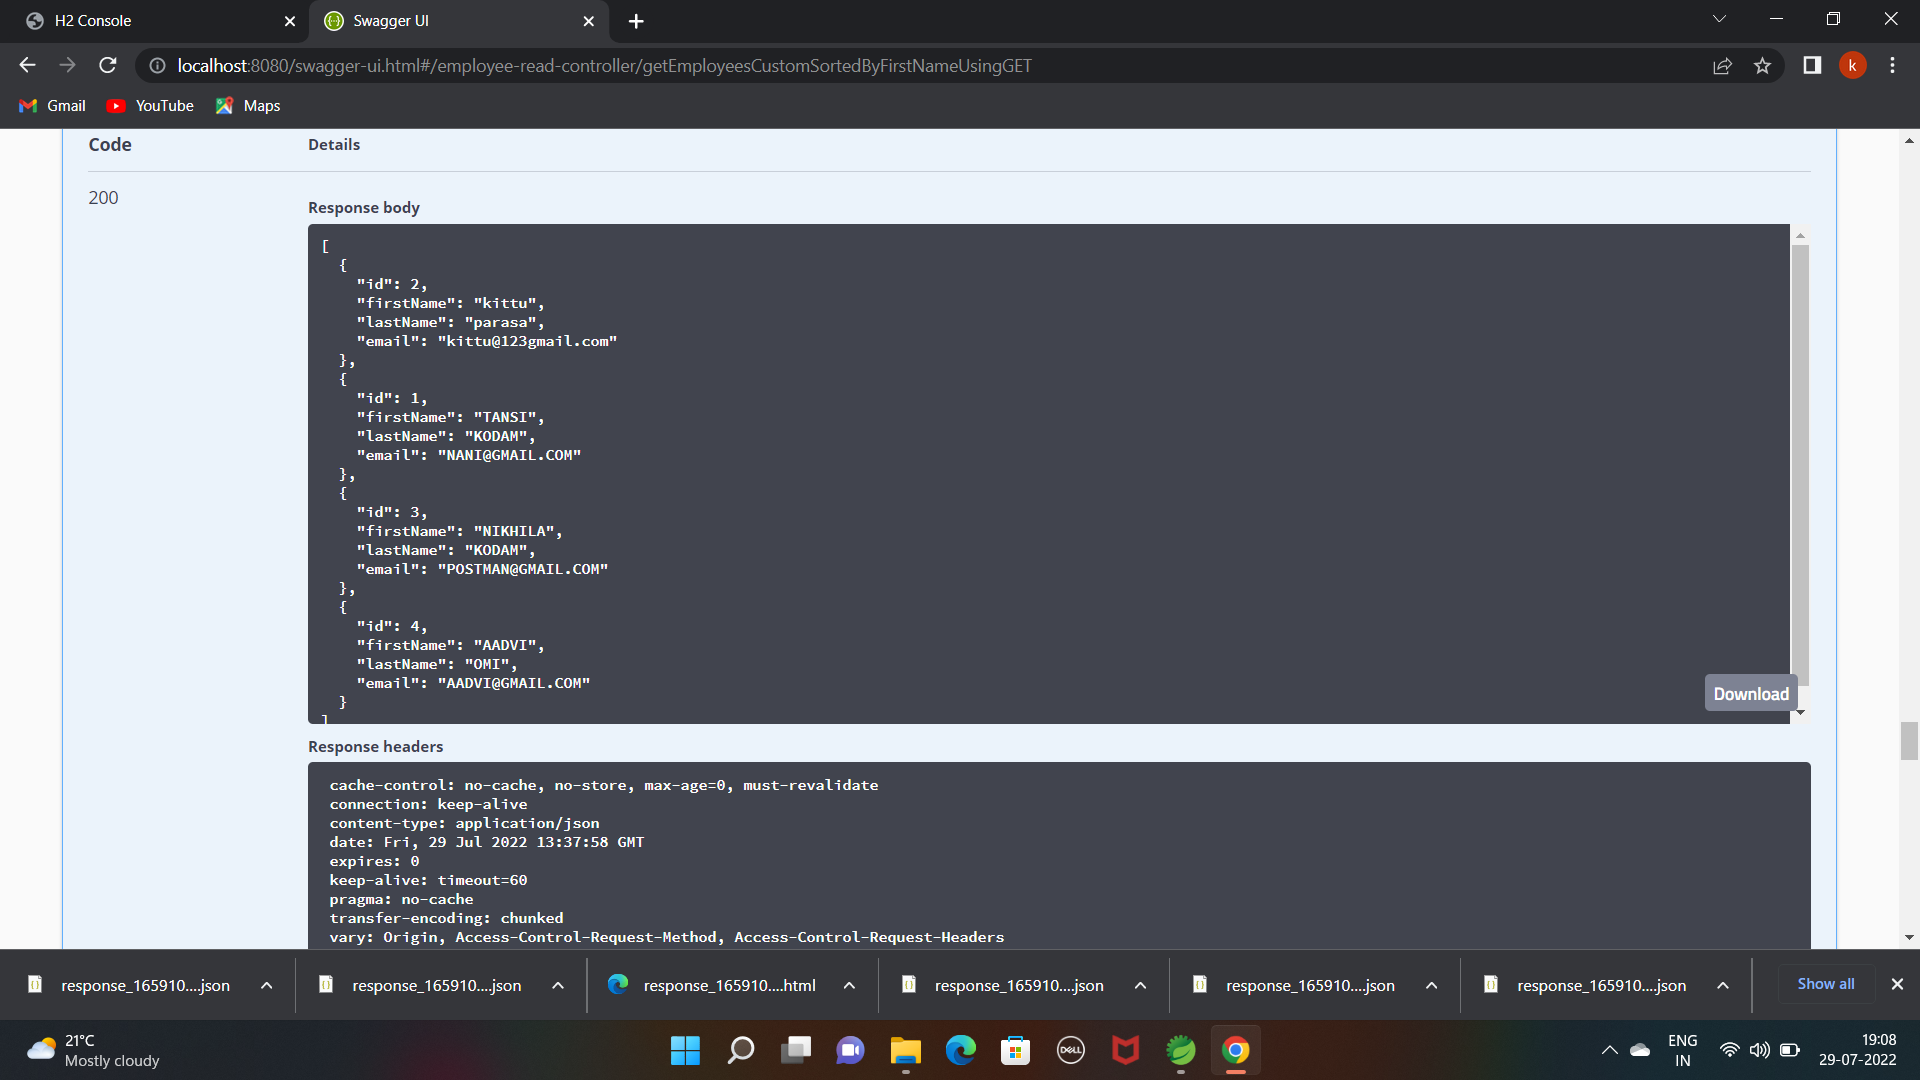 H2 Console
Swagger UI
localhost:8080/swagger-ui.html#/employee-read-controller/getEmployeesCustomSortedByFirstNameUsingGET
k
Gmail YouTube Maps
Code Details
200
Response body
[
{
"id": 2,
"firstName": "kittu",
"lastName": "parasa",
"email": "kittu@123gmail.com"
},
{
"id": 1,
"firstName": "TANSI",
"lastName": "KODAM",
"email": "NANI@GMAIL.COM"
},
{
"id": 3,
"firstName": "NIKHILA",
"lastName": "KODAM",
"email": "POSTMAN@GMAIL.COM"
},
{
"id": 4,
"firstName": "AADVI",
"lastName": "OMI",
"email": "AADVI@GMAIL.COM"
}
]
Download
Response headers
cache-control: no-cache, no-store, max-age=0, must-revalidate
connection: keep-alive
content-type: application/json
date: Fri, 29 Jul 2022 13:37:58 GMT
expires: 0
keep-alive: timeout=60
pragma: no-cache
transfer-encoding: chunked
vary: Origin, Access-Control-Request-Method, Access-Control-Request-Headers
response_165910....json
response_165910....json
response_165910....html
response_165910....json
response_165910....json
response_165910....json
Show all
21°C
Mostly cloudy
DELL
ENG
IN
19:08
29-07-2022